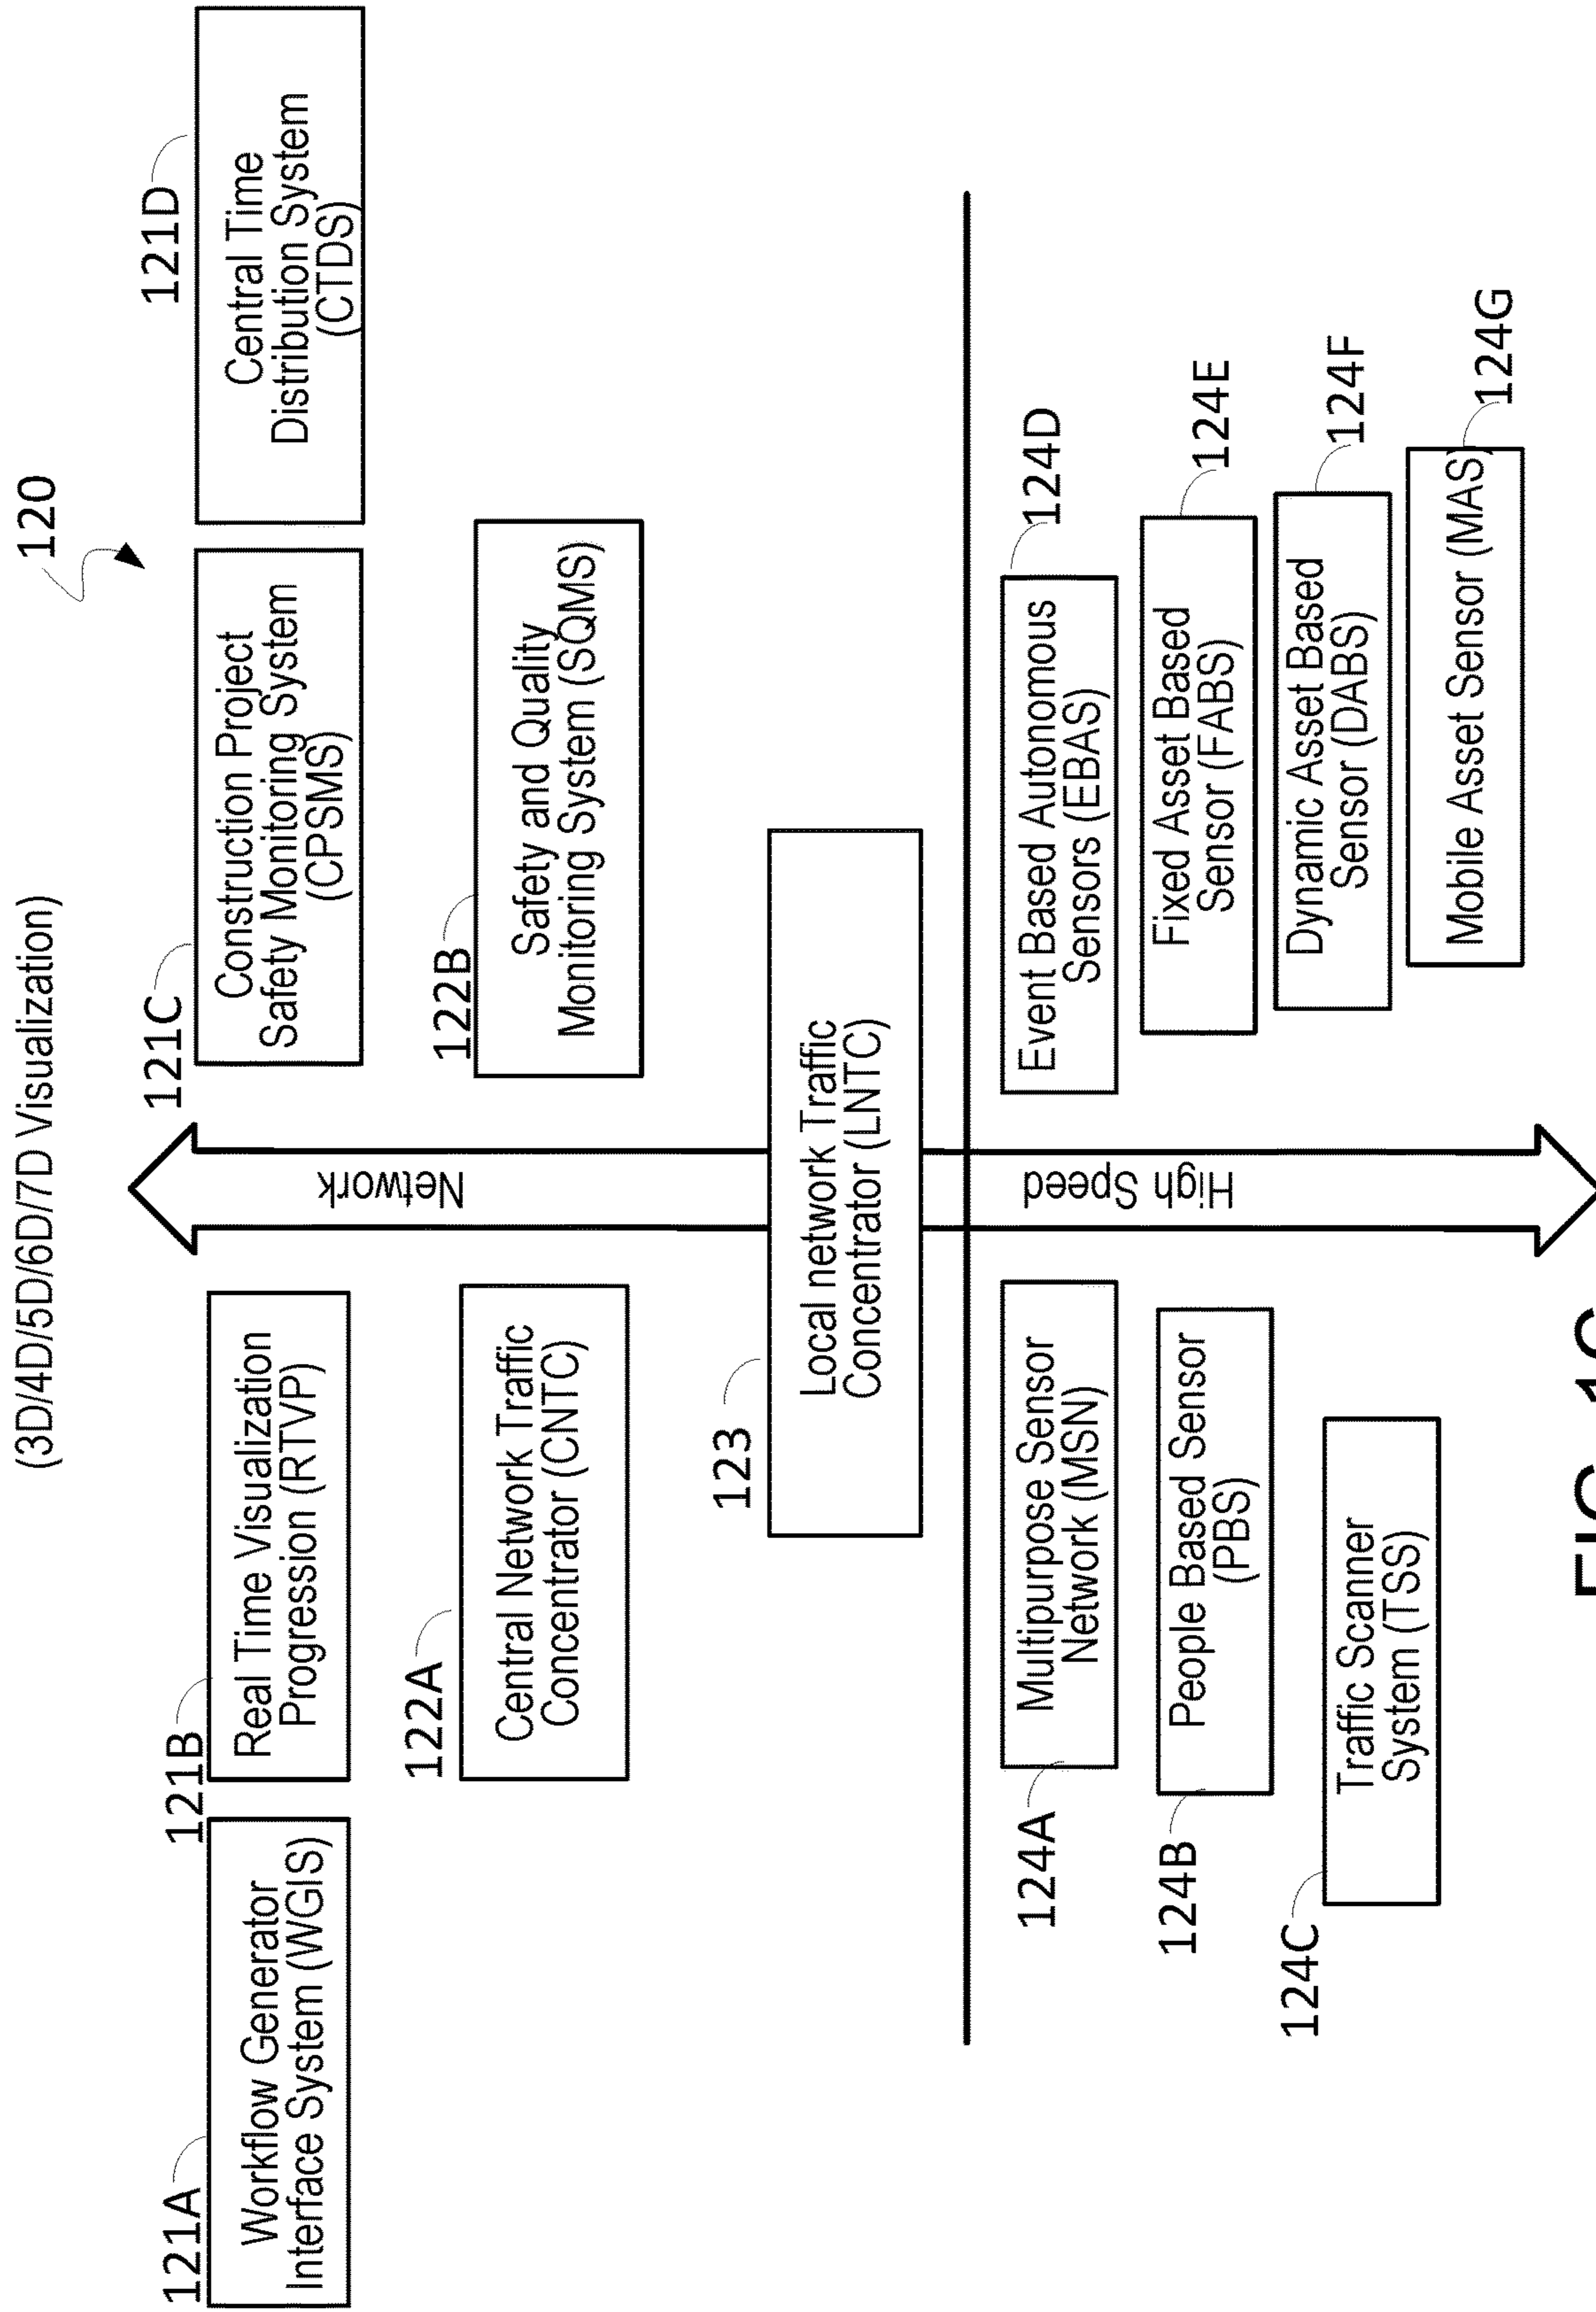 (3D/4D/5D/6D/7D Visualization)
120
121A
Workflow Generator
Interface System (WGIS)
121B
Real Time Visualization
Progression (RTVP)
121C
Construction Project
Safety Monitoring System
(CPSMS)
121D
Central Time
Distribution System
(CTDS)
Network
122A
Central Network Traffic
Concentrator (CNTC)
122B
Safety and Quality
Monitoring System (SQMS)
123
Local network Traffic
Concentrator (LNTC)
High Speed
124A
Multipurpose Sensor
Network (MSN)
124B
People Based Sensor
(PBS)
124C
Traffic Scanner
System (TSS)
124D
Event Based Autonomous
Sensors (EBAS)
124E
Fixed Asset Based
Sensor (FABS)
124F
Dynamic Asset Based
Sensor (DABS)
124G
Mobile Asset Sensor (MAS)
FIG